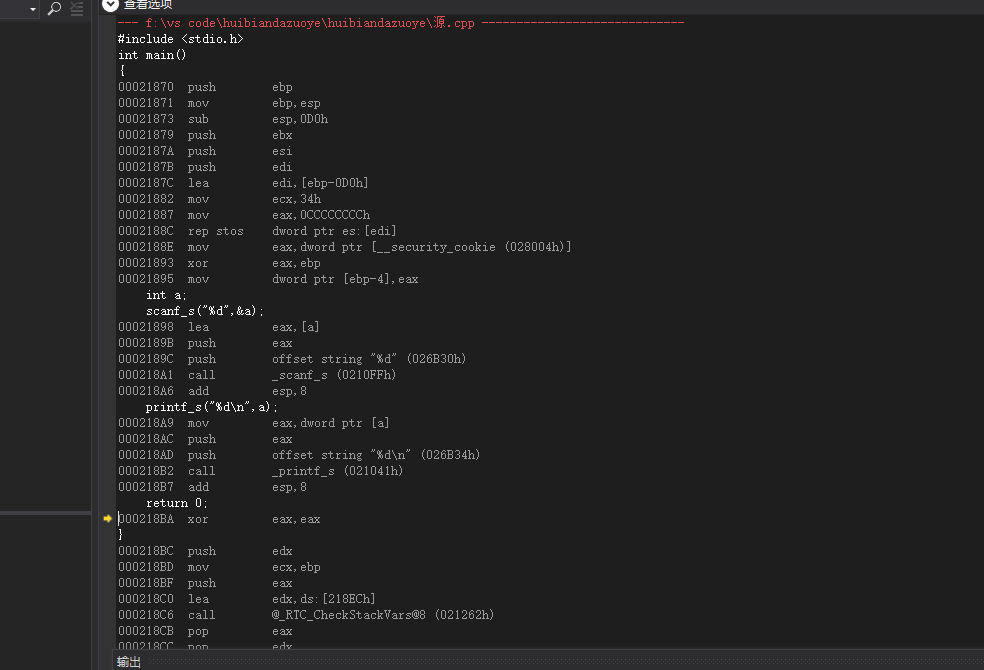 查看选项
--- f:\vs code\huibiandazuoye\huibiandazuoye\源.cpp -----------------------------
#include <stdio.h>
int main()
{
00021870  push        ebp
00021871  mov         ebp,esp
00021873  sub         esp,0D0h
00021879  push        ebx
0002187A  push        esi
0002187B  push        edi
0002187C  lea         edi,[ebp-0D0h]
00021882  mov         ecx,34h
00021887  mov         eax,0CCCCCCCCh
0002188C  rep stos    dword ptr es:[edi]
0002188E  mov         eax,dword ptr [__security_cookie (028004h)]
00021893  xor         eax,ebp
00021895  mov         dword ptr [ebp-4],eax
    int a;
    scanf_s("%d",&a);
00021898  lea         eax,[a]
0002189B  push        eax
0002189C  push        offset string "%d" (026B30h)
000218A1  call        _scanf_s (0210FFh)
000218A6  add         esp,8
    printf_s("%d\n",a);
000218A9  mov         eax,dword ptr [a]
000218AC  push        eax
000218AD  push        offset string "%d\n" (026B34h)
000218B2  call        _printf_s (021041h)
000218B7  add         esp,8
    return 0;
000218BA  xor         eax,eax
}
000218BC  push        edx
000218BD  mov         ecx,ebp
000218BF  push        eax
000218C0  lea         edx,ds:[218ECh]
000218C6  call        @_RTC_CheckStackVars@8 (021262h)
000218CB  pop         eax
000218CC  pop         edx
输出